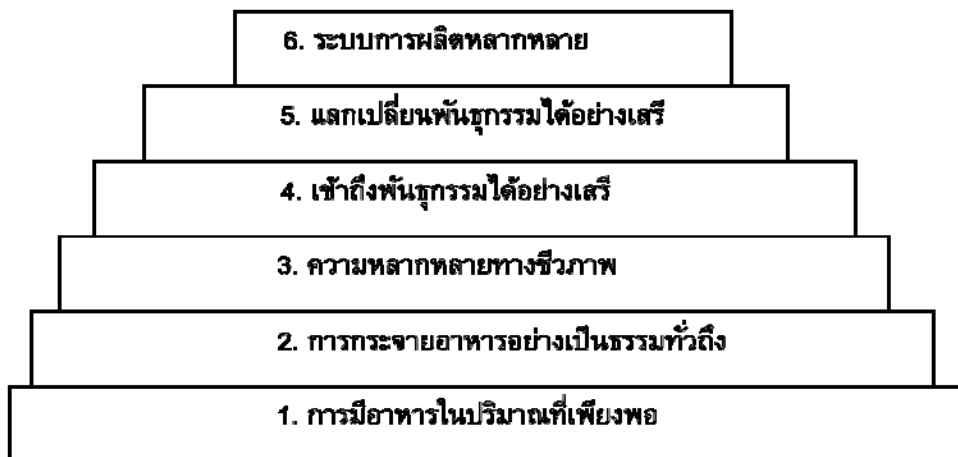 6. ระบบการผลิตหลากหลาย
5. แลกเปลี่ยนพันธุกรรมได้อย่างเสรี
4. เข้าถึงพันธุกรรมได้อย่างเสรี
3. ความหลากหลายทางชีวภาพ
2. การกระจายอาหารอย่างเป็นธรรมทั่วถึง
1. การมีอาหารในปริมาณที่เพียงพอ